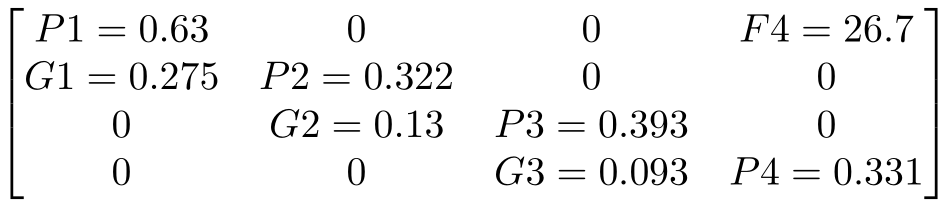 P1 = 0.63 0 0 F4 = 26.7
G1 = 0.275 P2 = 0.322 0 0
0 G2 = 0.13 P3 = 0.393 0
0 0 G3 = 0.093 P4 = 0.331